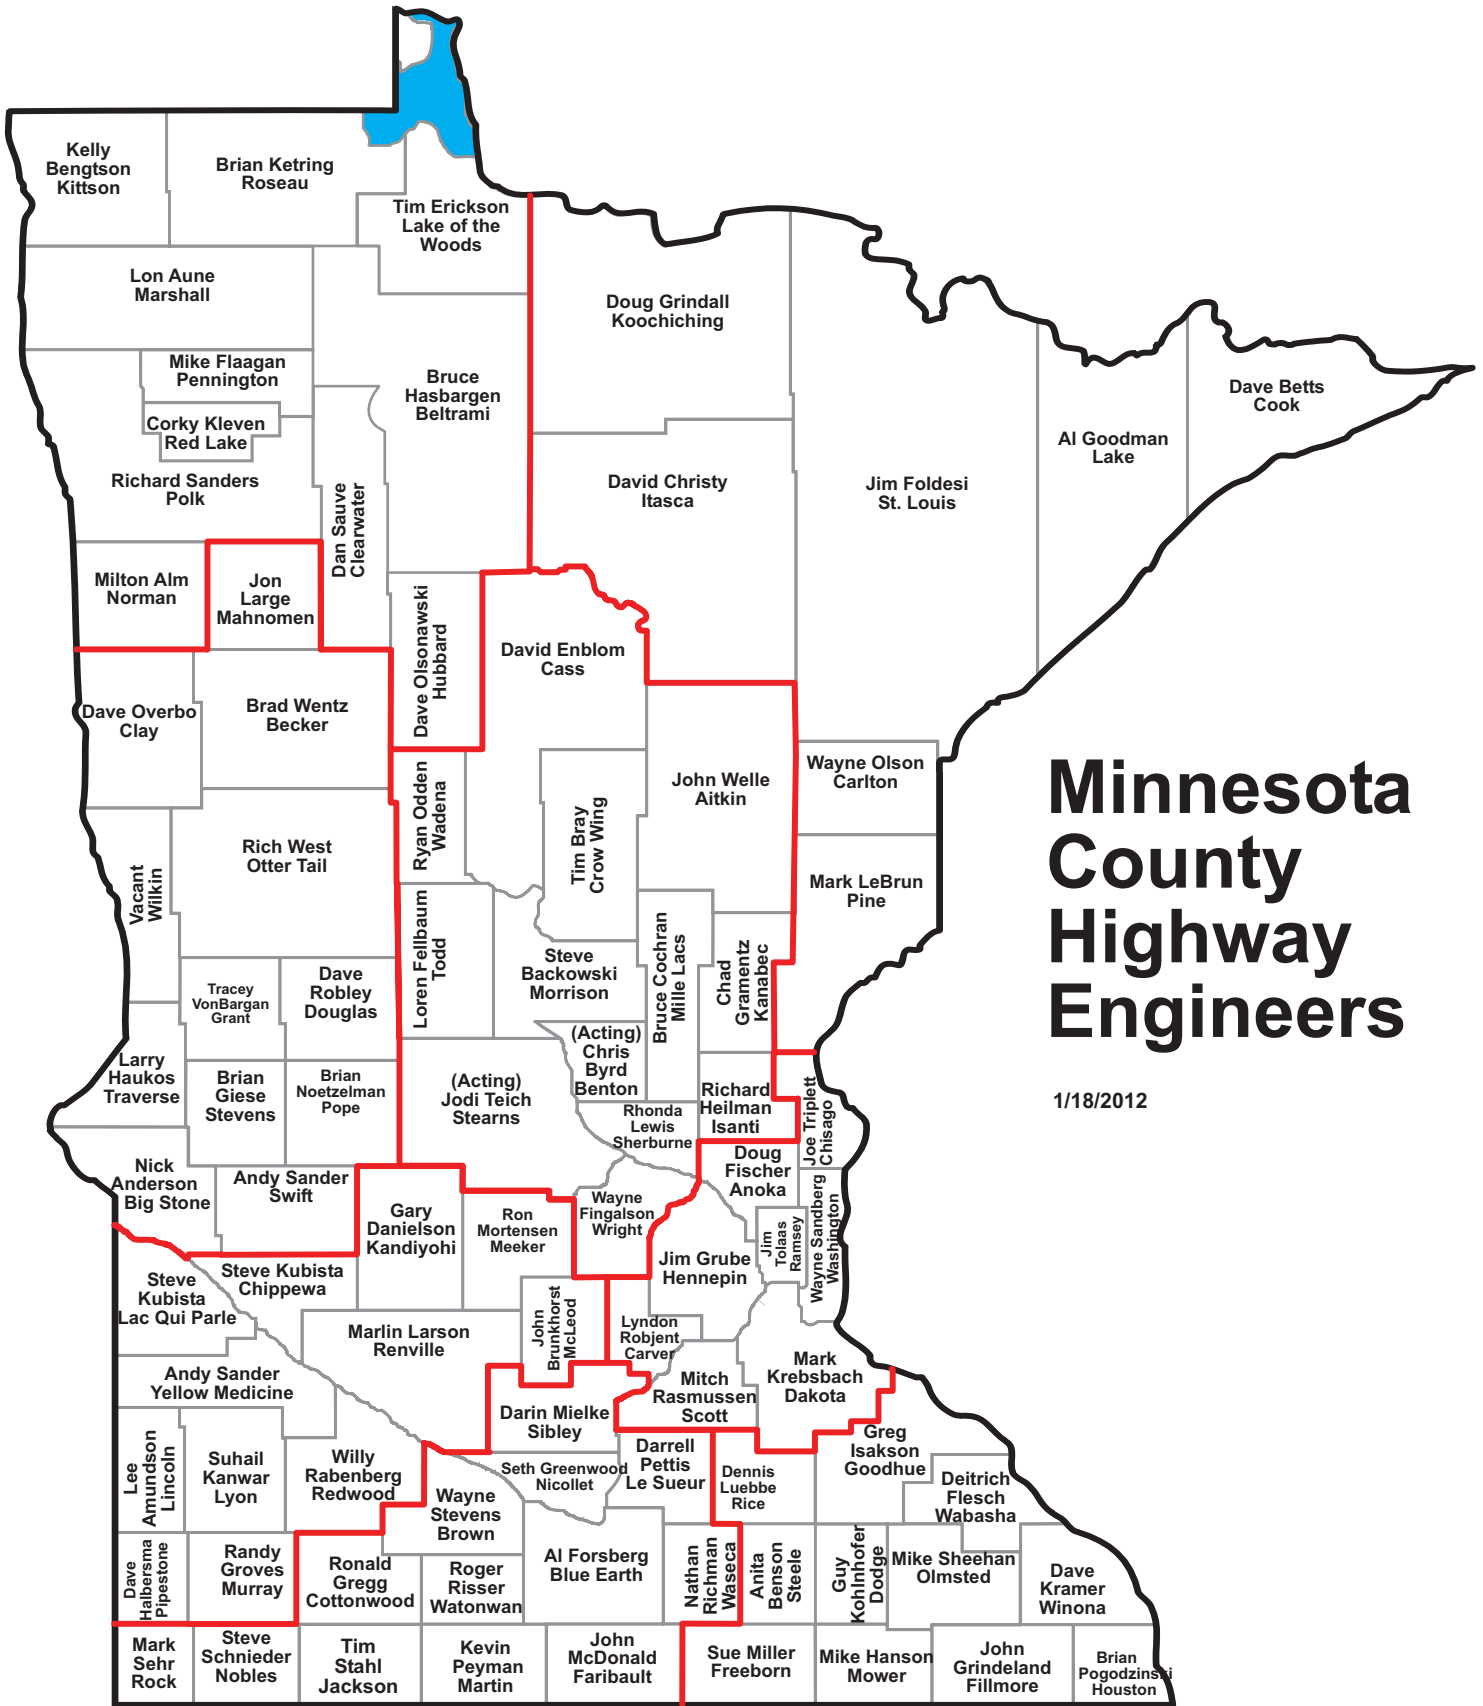 Kelly
Bengtson
Kittson
Brian Ketring
Roseau
Tim Erickson
Lake of the
Woods
Lon Aune
Marshall
Doug Grindall
Koochiching
Mike Flaagan
Pennington
Bruce
Hasbargen
Beltrami
Dave Betts
Cook
Corky Kleven
Red Lake
Al Goodman
Lake
Richard Sanders
Polk
David Christy
Itasca
Jim Foldesi
St. Louis
Dan Sauve
Clearwater
Milton Alm
Norman
Jon
Large
Mahnomen
Dave Olsonawski
Hubbard
David Enblom
Cass
Dave Overbo
Clay
Brad Wentz
Becker
Wayne Olson
Carlton
John Welle
Aitkin
Ryan Odden
Wadena
Tim Bray
Crow Wing
Minnesota
County
Highway
Engineers
1/18/2012
Rich West
Otter Tail
Vacant
Wilkin
Mark LeBrun
Pine
Loren Fellbaum
Todd
Steve
Backowski
Morrison
Bruce Cochran
Mille Lacs
Chad
Gramentz
Kanabec
Tracey
VonBargan
Grant
Dave
Robley
Douglas
(Acting)
Chris
Byrd
Benton
Larry
Haukos
Traverse
Brian
Giese
Stevens
Brian
Noetzelman
Pope
(Acting)
Jodi Teich
Stearns
Richard
Heilman
Isanti
Rhonda
Lewis
Sherburne
Joe Triplett
Chisago
Nick
Anderson
Big Stone
Andy Sander
Swift
Doug
Fischer
Anoka
Gary
Danielson
Kandiyohi
Ron
Mortensen
Meeker
Wayne
Fingalson
Wright
Jim
Tolaas
Ramsey
Wayne Sandberg
Washington
Jim Grube
Hennepin
Steve
Kubista
Lac Qui Parle
Steve Kubista
Chippewa
Marlin Larson
Renville
John
Brunkhorst
McLeod
Lyndon
Robjent
Carver
Andy Sander
Yellow Medicine
Mitch
Rasmussen
Scott
Mark
Krebsbach
Dakota
Darin Mielke
Sibley
Greg
Isakson
Goodhue
Lee
Amundson
Lincoln
Suhail
Kanwar
Lyon
Willy
Rabenberg
Redwood
Seth Greenwood
Nicollet
Darrell
Pettis
Le Sueur
Dennis
Luebbe
Rice
Deitrich
Flesch
Wabasha
Wayne
Stevens
Brown
Dave
Halbersma
Pipestone
Randy
Groves
Murray
Ronald
Gregg
Cottonwood
Roger
Risser
Watonwan
Al Forsberg
Blue Earth
Nathan
Richman
Waseca
Anita
Benson
Steele
Guy
Kohlnhofer
Dodge
Mike Sheehan
Olmsted
Dave
Kramer
Winona
Mark
Sehr
Rock
Steve
Schnieder
Nobles
Tim
Stahl
Jackson
Kevin
Peyman
Martin
John
McDonald
Faribault
Sue Miller
Freeborn
Mike Hanson
Mower
John
Grindeland
Fillmore
Brian
Pogodzinski
Houston